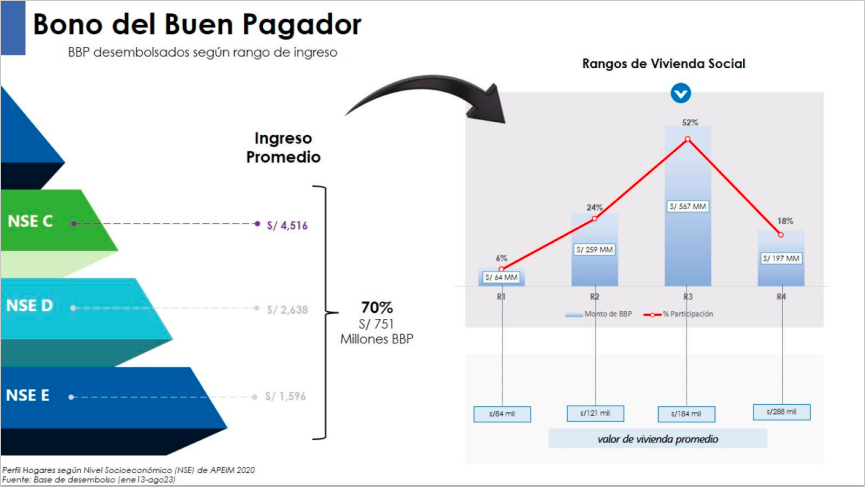 Bono del Buen Pagador
BBP desembolsados según rango de ingreso
Ingreso
Promedio
NSE C
S/ 4,516
NSE D
S/ 2,638
NSE E
S/ 1,596
70%
S/ 751
Millones BBP
Rangos de Vivienda Social
52%
24%
18%
6%
S/ 567 MM
S/ 259 MM
S/ 197 MM
S/ 64 MM
R1 R2 R3 R4
Monto de BBP % Participación
s/84 mil s/121 mil s/184 mil s/288 mil
valor de vivienda promedio
Perfil Hogares según Nivel Socioeconómico (NSE) de APEIM 2020
Fuente: Base de desembolso (ene13-ago23)